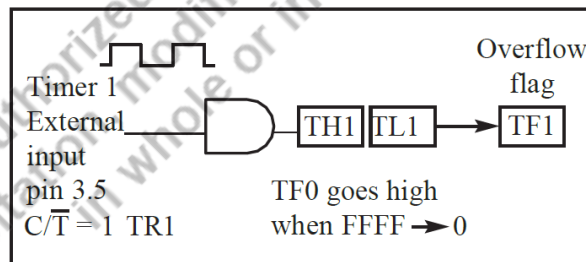 Timer 1
External
input
pin 3.5
C/T̅ = 1 TR1
TH1 TL1
Overflow
flag
TF1
TF0 goes high
when FFFF → 0